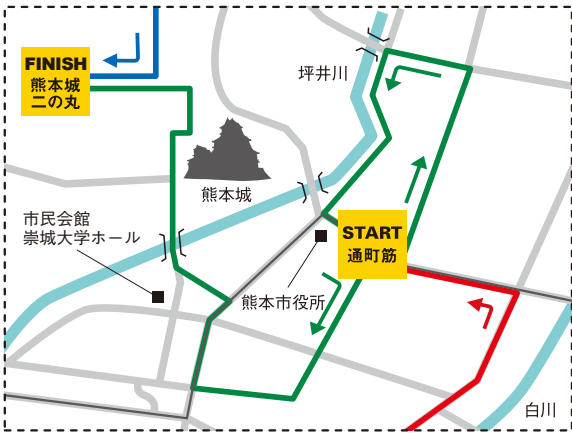 FINISH
熊本城
二の丸
坪井川
熊本城
市民会館
崇城大学ホール
START
通町筋
熊本市役所
白川